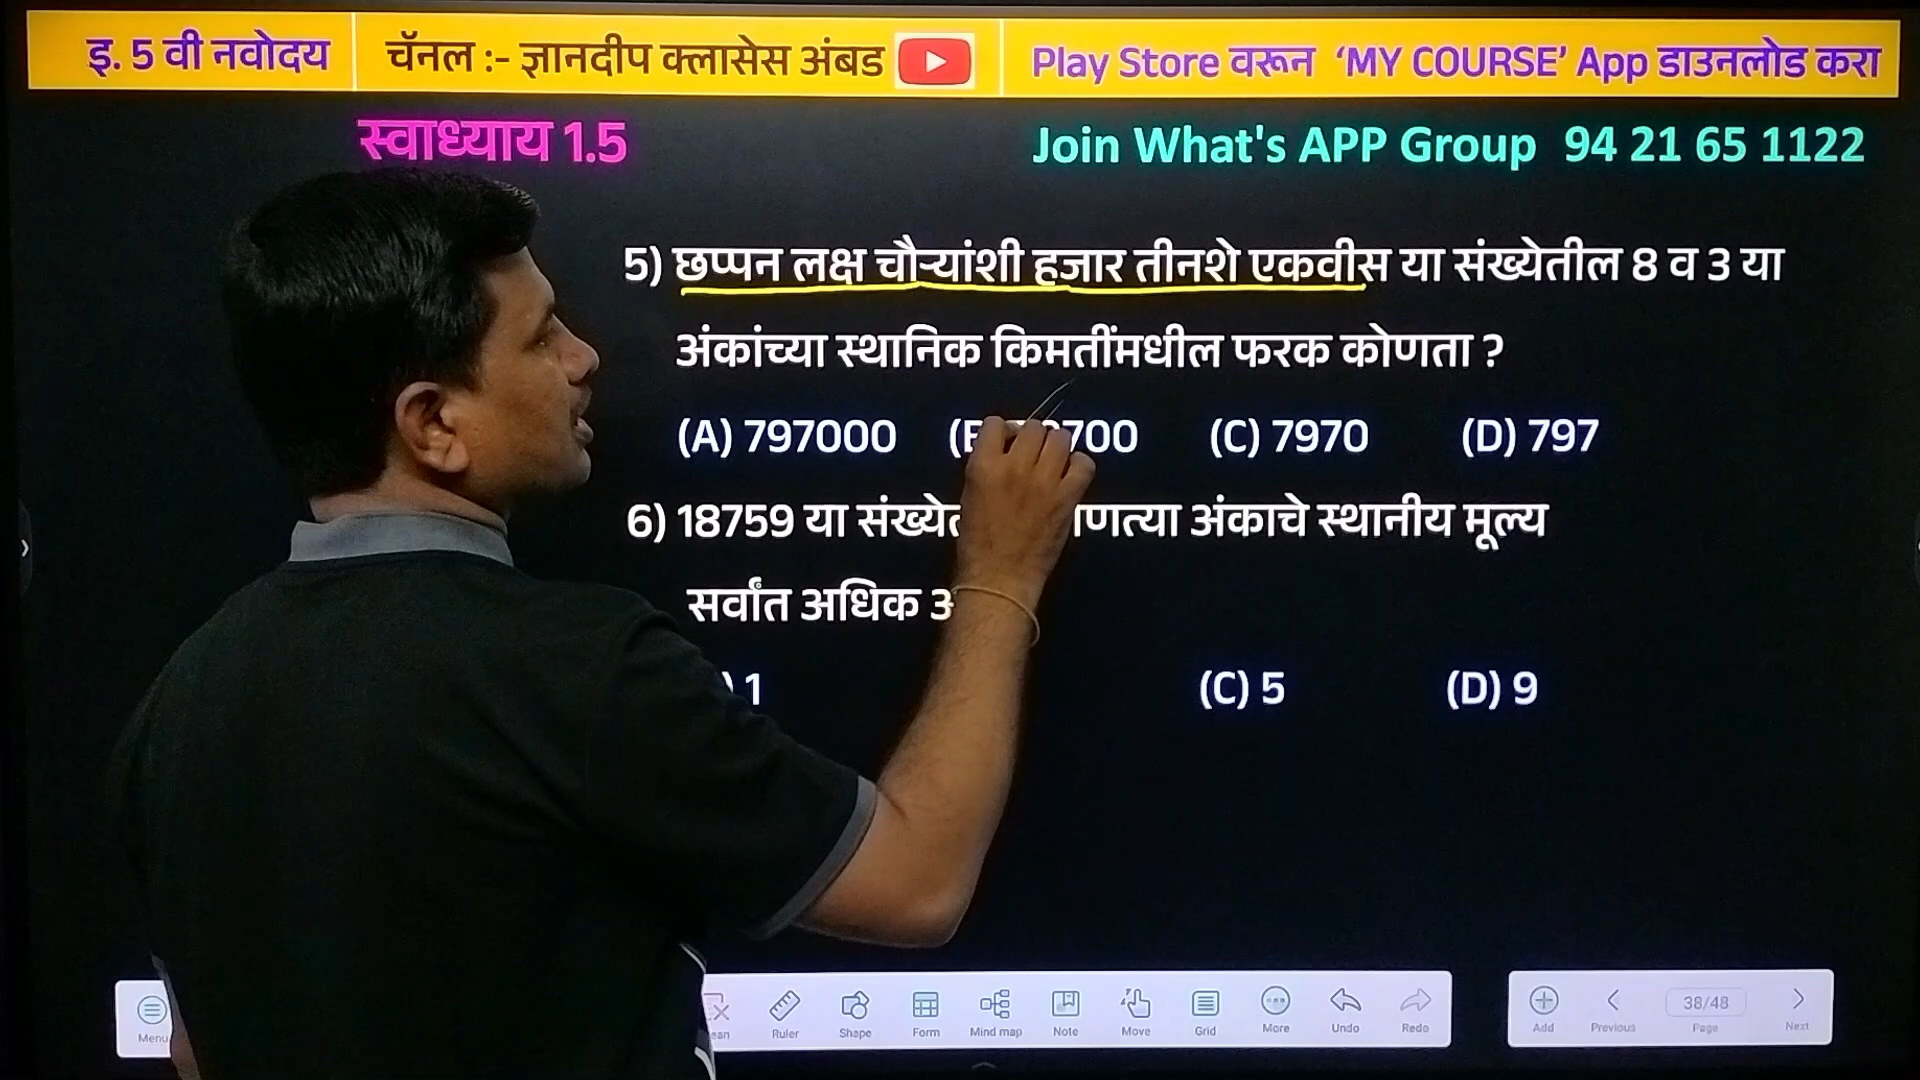 इ. 5 वी नवोदय
चॅनल :- ज्ञानदीप क्लासेस अंबड
Play Store वरून 'MY COURSE' App डाउनलोड करा
स्वाध्याय 1.5
Join What's APP Group 94 21 65 1122
5) छप्पन लक्ष चौऱ्यांशी हजार तीनशे एकवीस या संख्येतील 8 व 3 या
अंकांच्या स्थानिक किमतींमधील फरक कोणता ?
(A) 797000 (C) 7970 (D) 797
6) 18759 या अंकाचे स्थानीय मूल्य
सर्वांत अधिक
1 (C) 5 (D) 9
Menu Ruler Shape Form Mind map Note Move Grid More Undo Redo Add Previous 38/48 Page Next